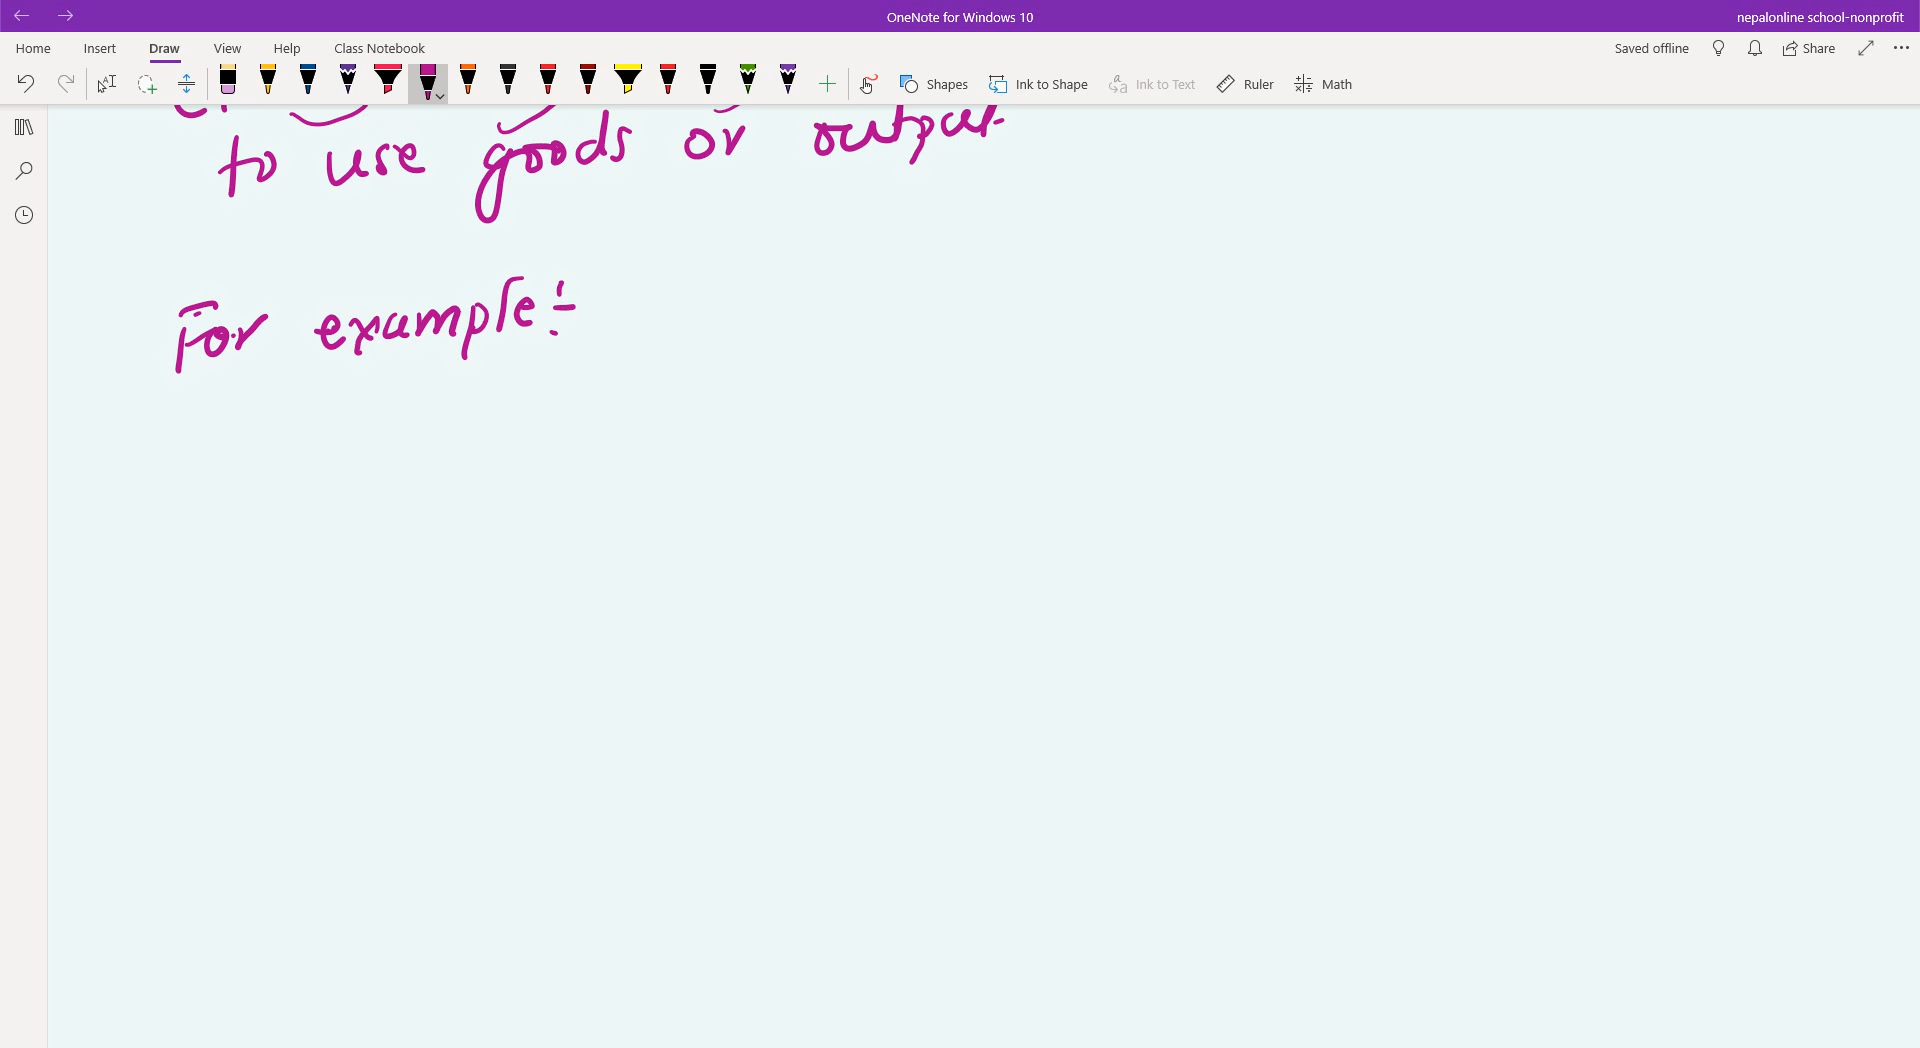 OneNote for Windows 10
nepalonline school-nonprofit
Home Insert Draw View Help Class Notebook
Saved offline Share
Shapes Ink to Shape Ink to Text Ruler Math
to use goods or output
For example :-